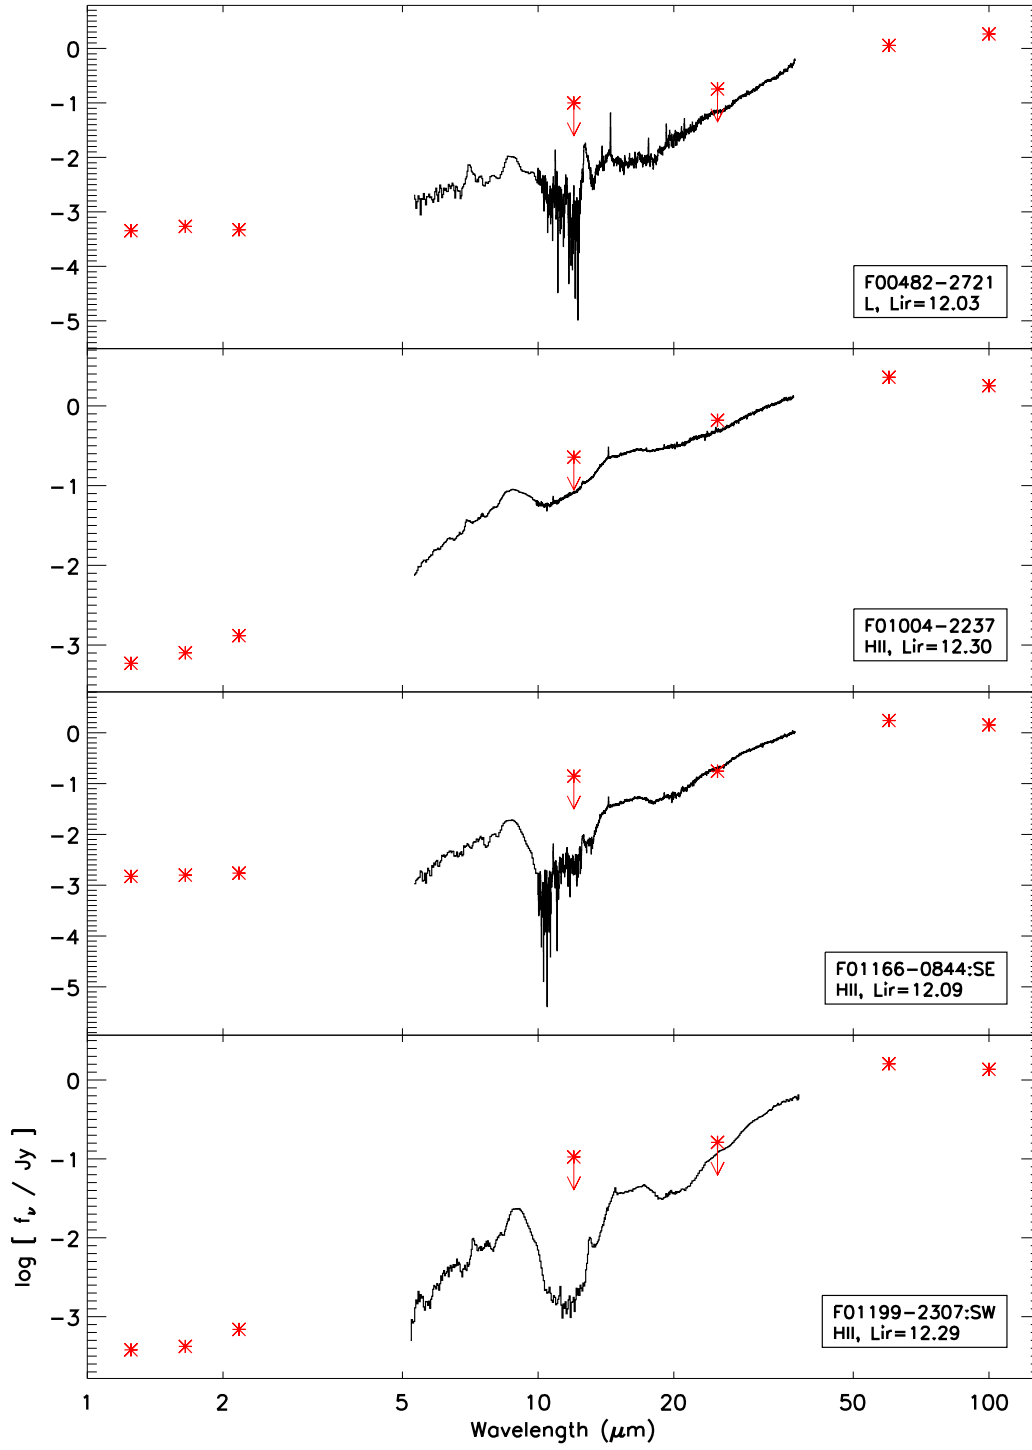 0
−1
−2
−3
−4
−5
F00482−2721
L, Lir=12.03
0
−1
−2
−3
F01004−2237
HII, Lir=12.30
0
−1
−2
−3
−4
−5
F01166−0844:SE
HII, Lir=12.09
0
−1
−2
−3
log [ fν / Jy ]
F01199−2307:SW
HII, Lir=12.29
1 2 5 10 20 50 100
Wavelength (μm)